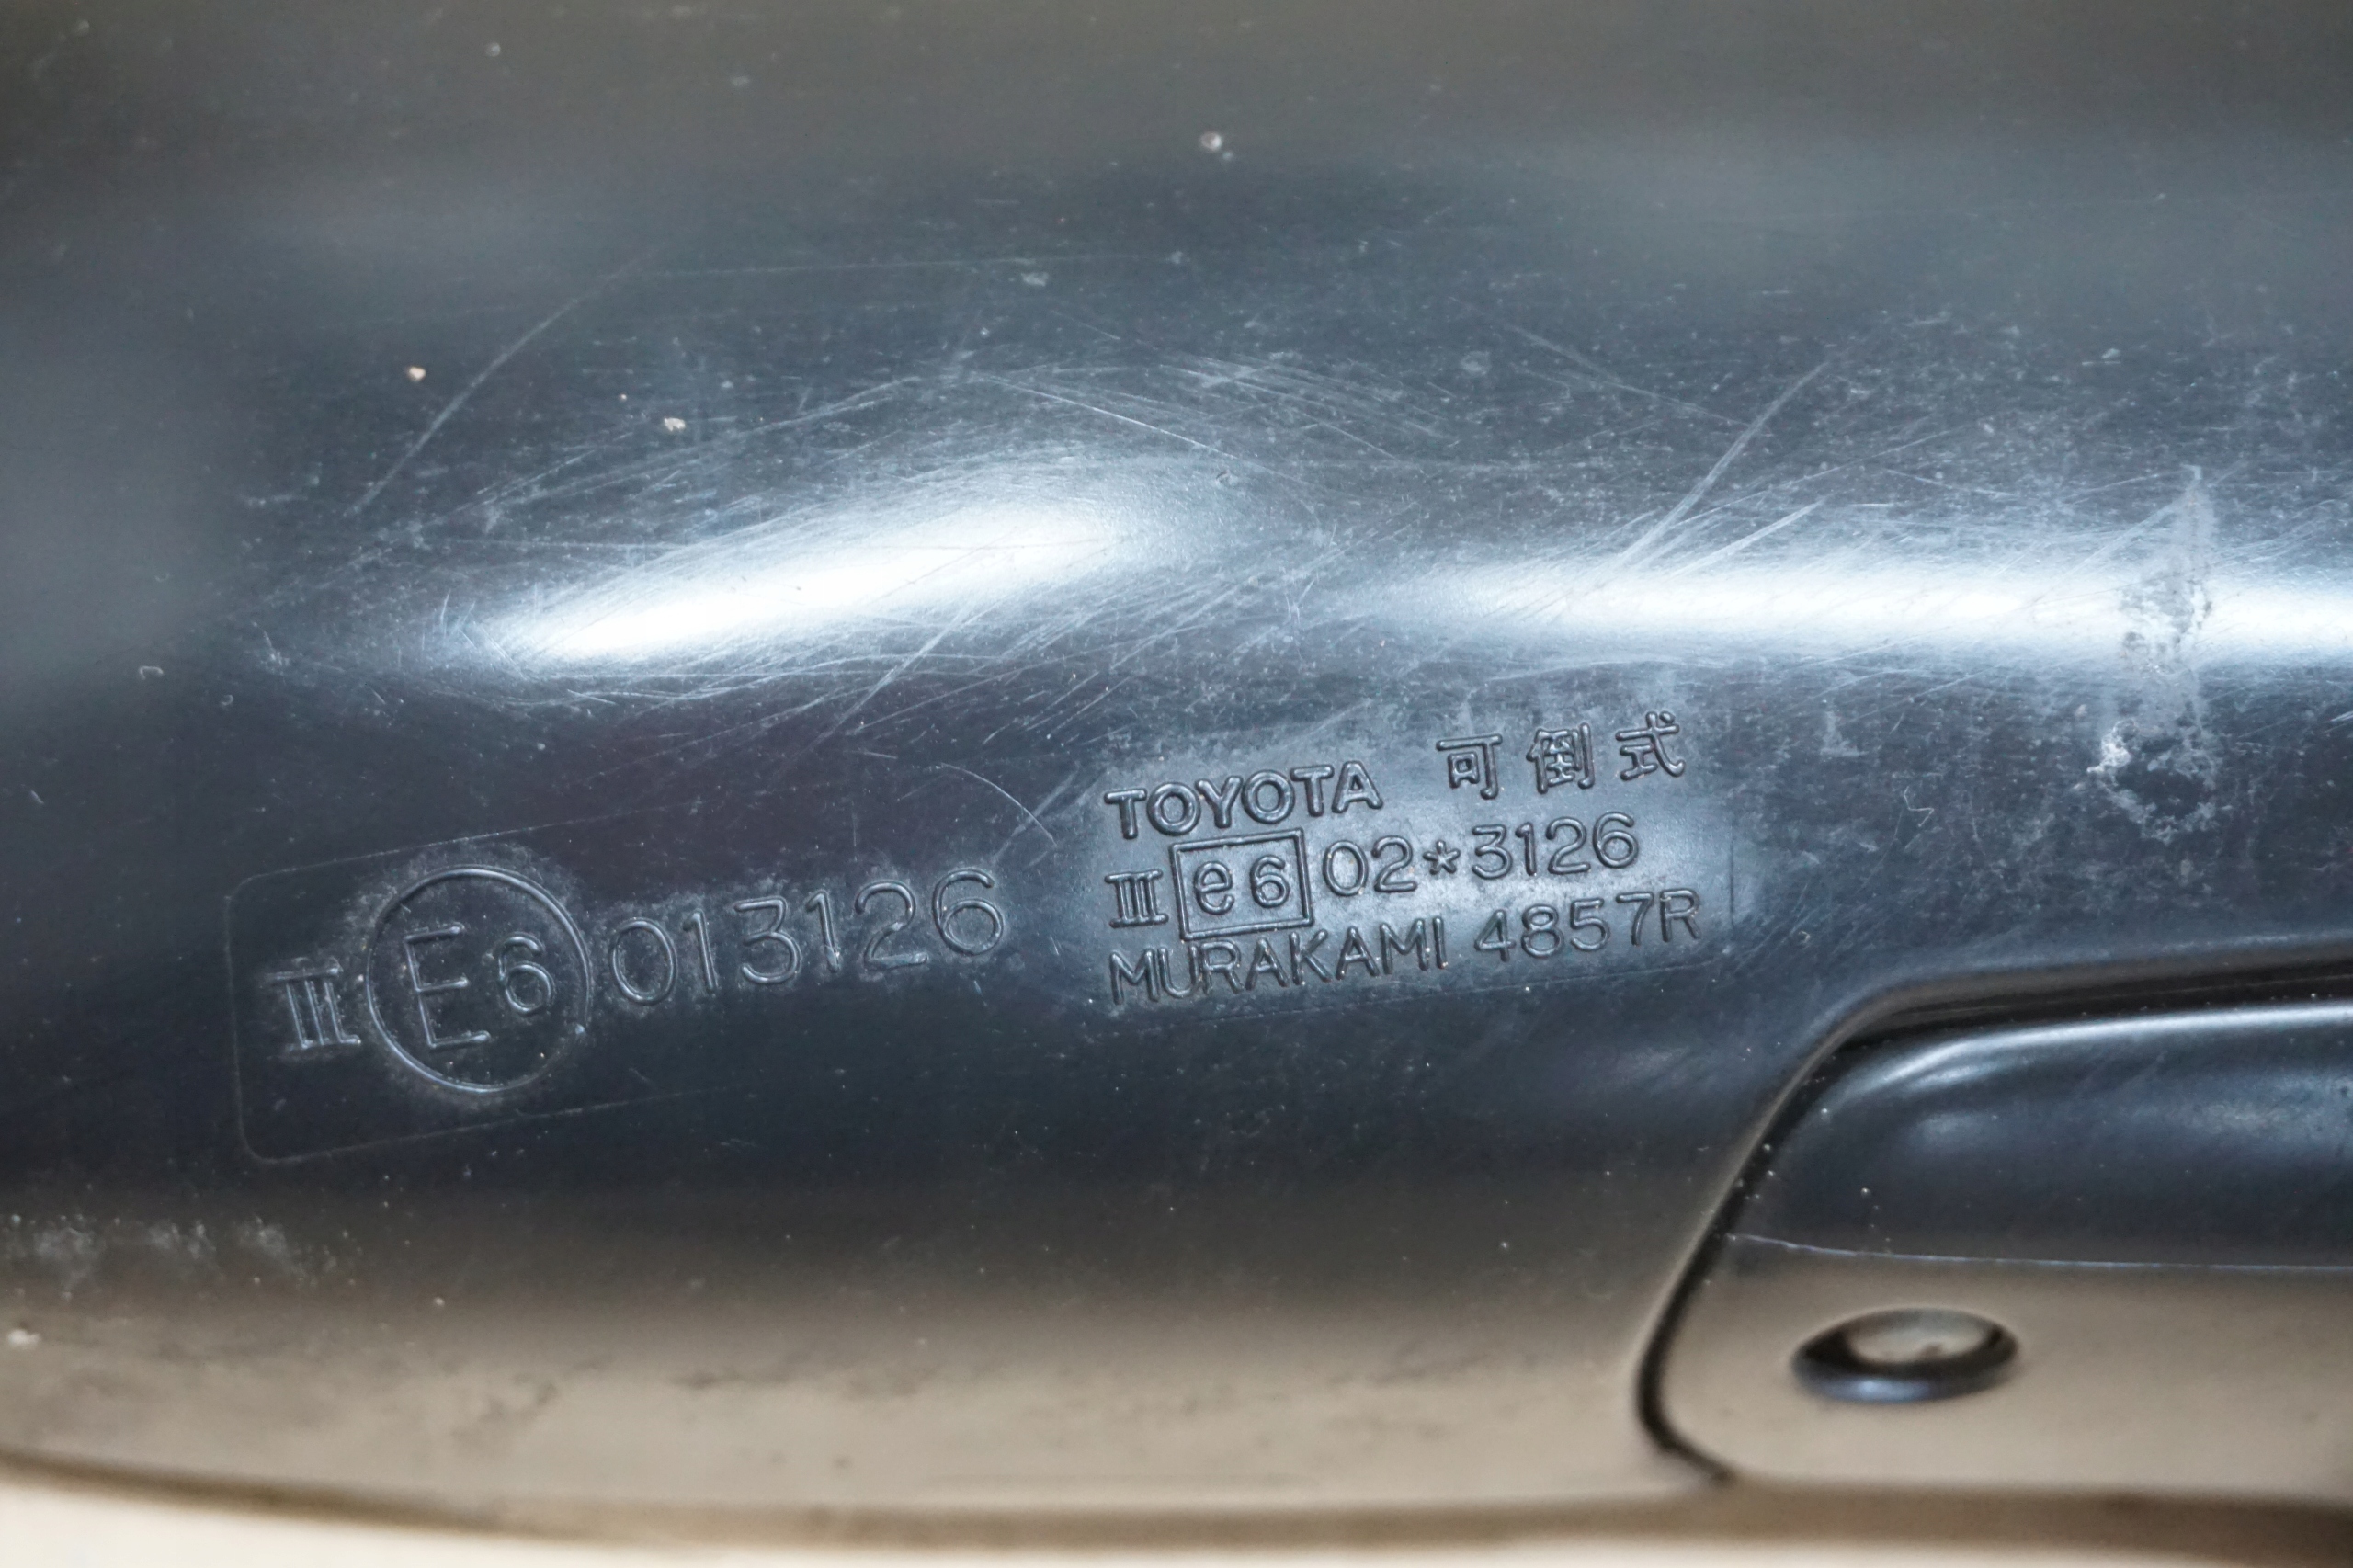 III E6 013126
TOYOTA 可倒式
III e6 02*3126
MURAKAMI 4857R